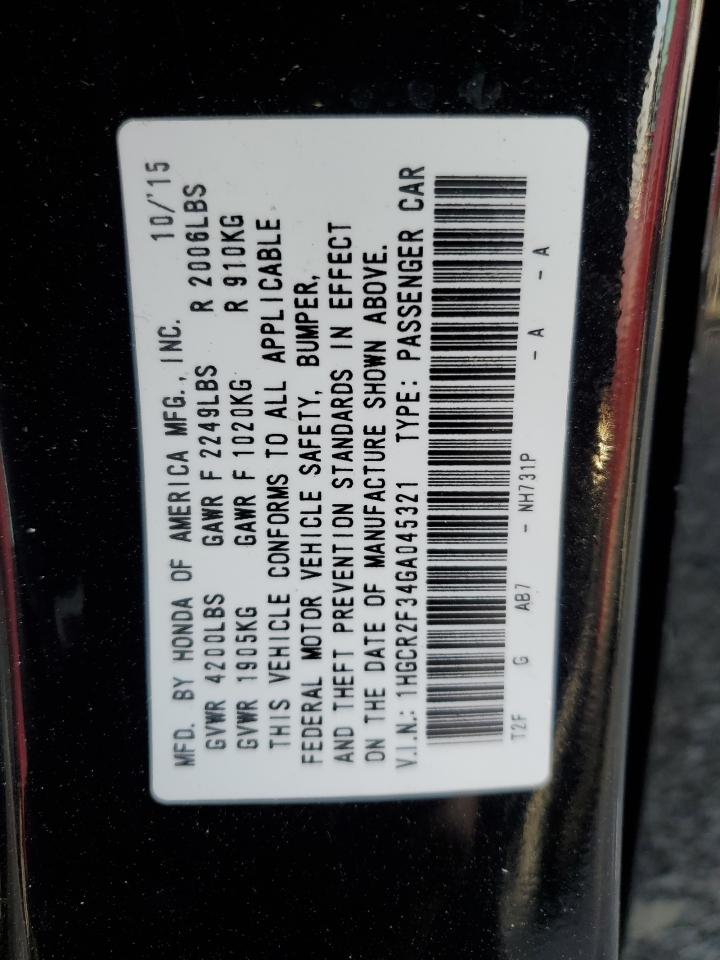 MFD. BY HONDA OF AMERICA MFG., INC. 10/'15
GVWR 4200LBS GAWR F 2249LBS R 2006LBS
GVWR 1905KG GAWR F 1020KG R 910KG
THIS VEHICLE CONFORMS TO ALL APPLICABLE
FEDERAL MOTOR VEHICLE SAFETY, BUMPER,
AND THEFT PREVENTION STANDARDS IN EFFECT
ON THE DATE OF MANUFACTURE SHOWN ABOVE.
V.I.N.: 1HGCR2F34GA045321 TYPE: PASSENGER CAR
T2F G AB7 - NH731P - A - A